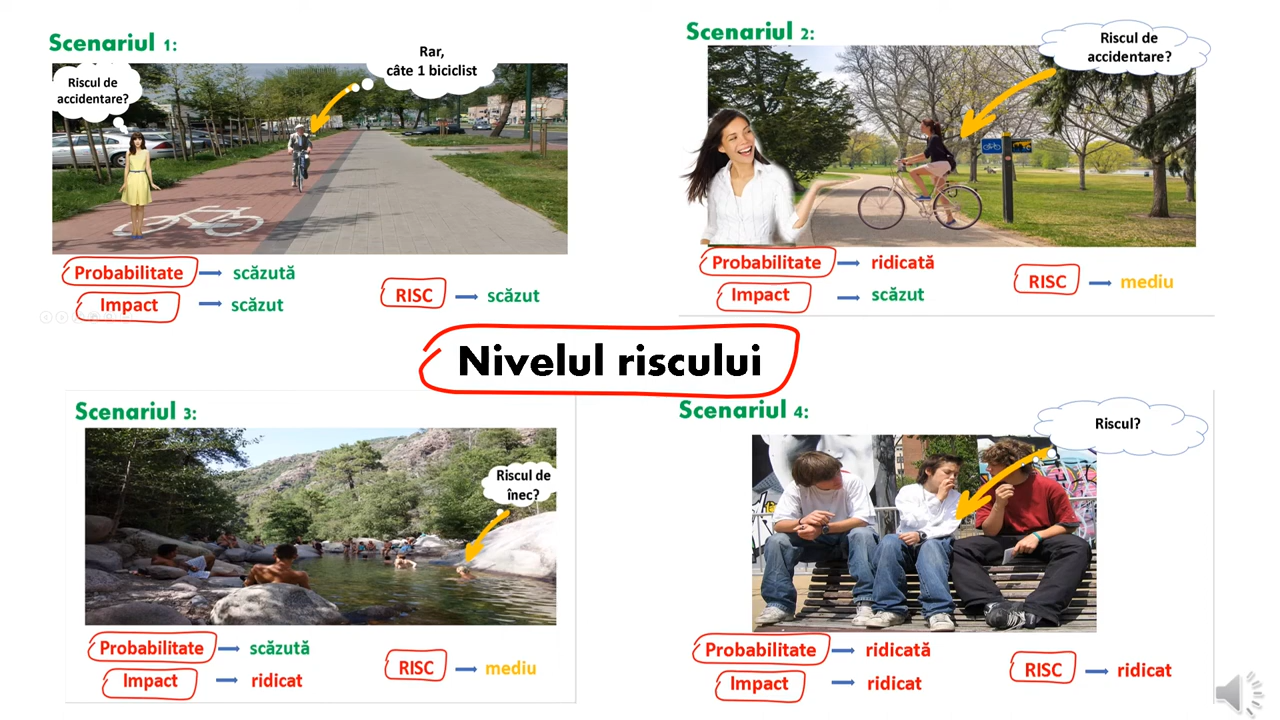 Scenariul 1:
Riscul de
accidentare?
Rar,
câte 1 biciclist
Probabilitate scăzută
Impact scăzut
RISC scăzut
Scenariul 2:
Riscul de
accidentare?
Probabilitate ridicată
Impact scăzut
RISC mediu
Nivelul riscului
Scenariul 3:
Riscul de
înec?
Probabilitate scăzută
Impact ridicat
RISC mediu
Scenariul 4:
Riscul?
Probabilitate ridicată
Impact ridicat
RISC ridicat